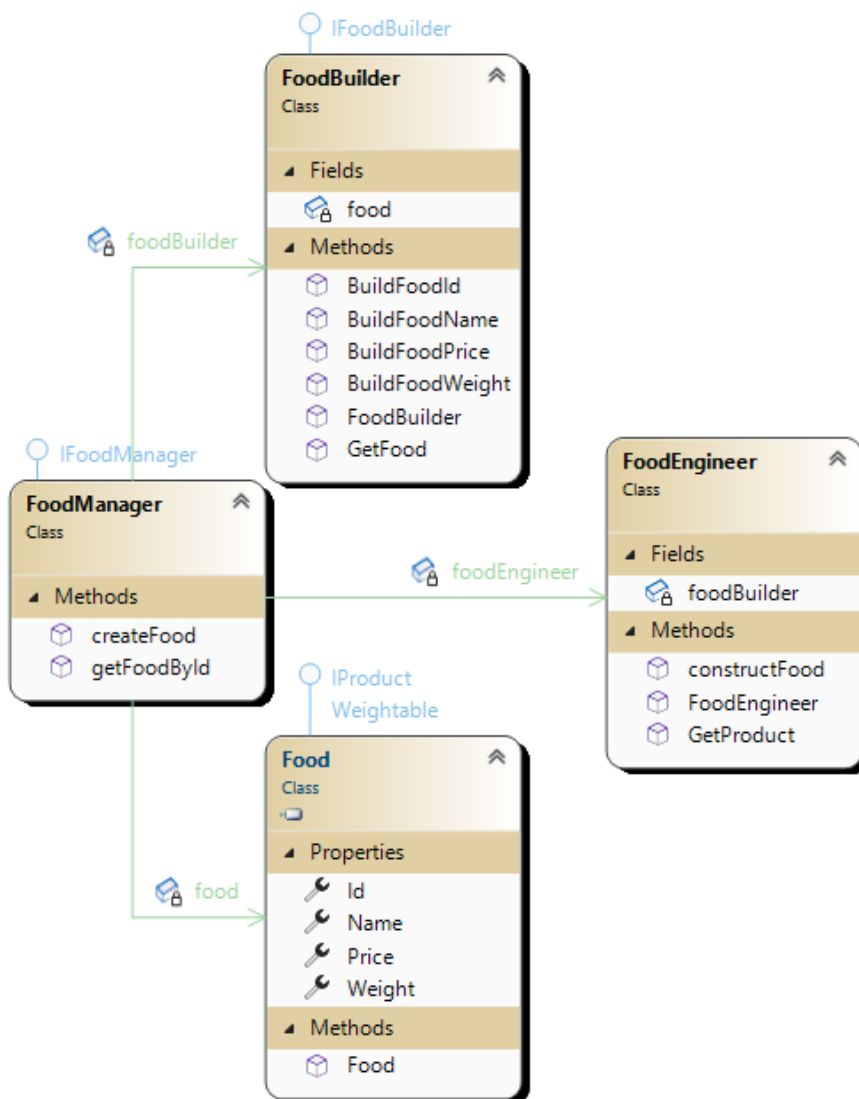 IFoodBuilder
FoodBuilder
Class
Fields
food
Methods
BuildFoodId
BuildFoodName
BuildFoodPrice
BuildFoodWeight
FoodBuilder
GetFood
foodBuilder
IFoodManager
FoodManager
Class
Methods
createFood
getFoodById
foodEngineer
FoodEngineer
Class
Fields
foodBuilder
Methods
constructFood
FoodEngineer
GetProduct
IProduct
Weightable
Food
Class
Properties
Id
Name
Price
Weight
Methods
Food
food